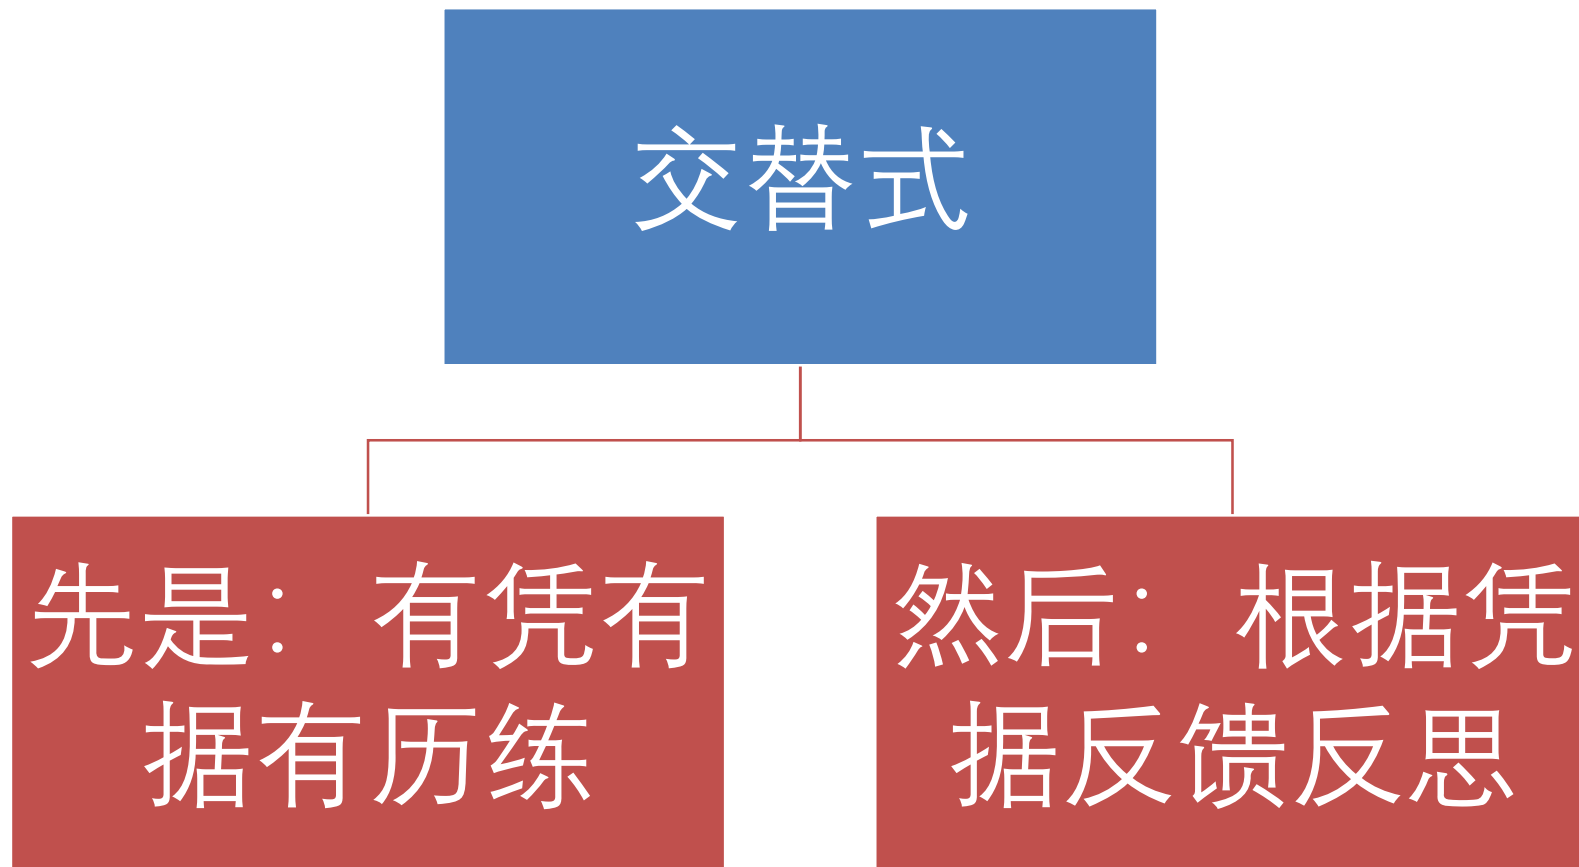 交替式
先是：有凭有
据有历练
然后：根据凭
据反馈反思